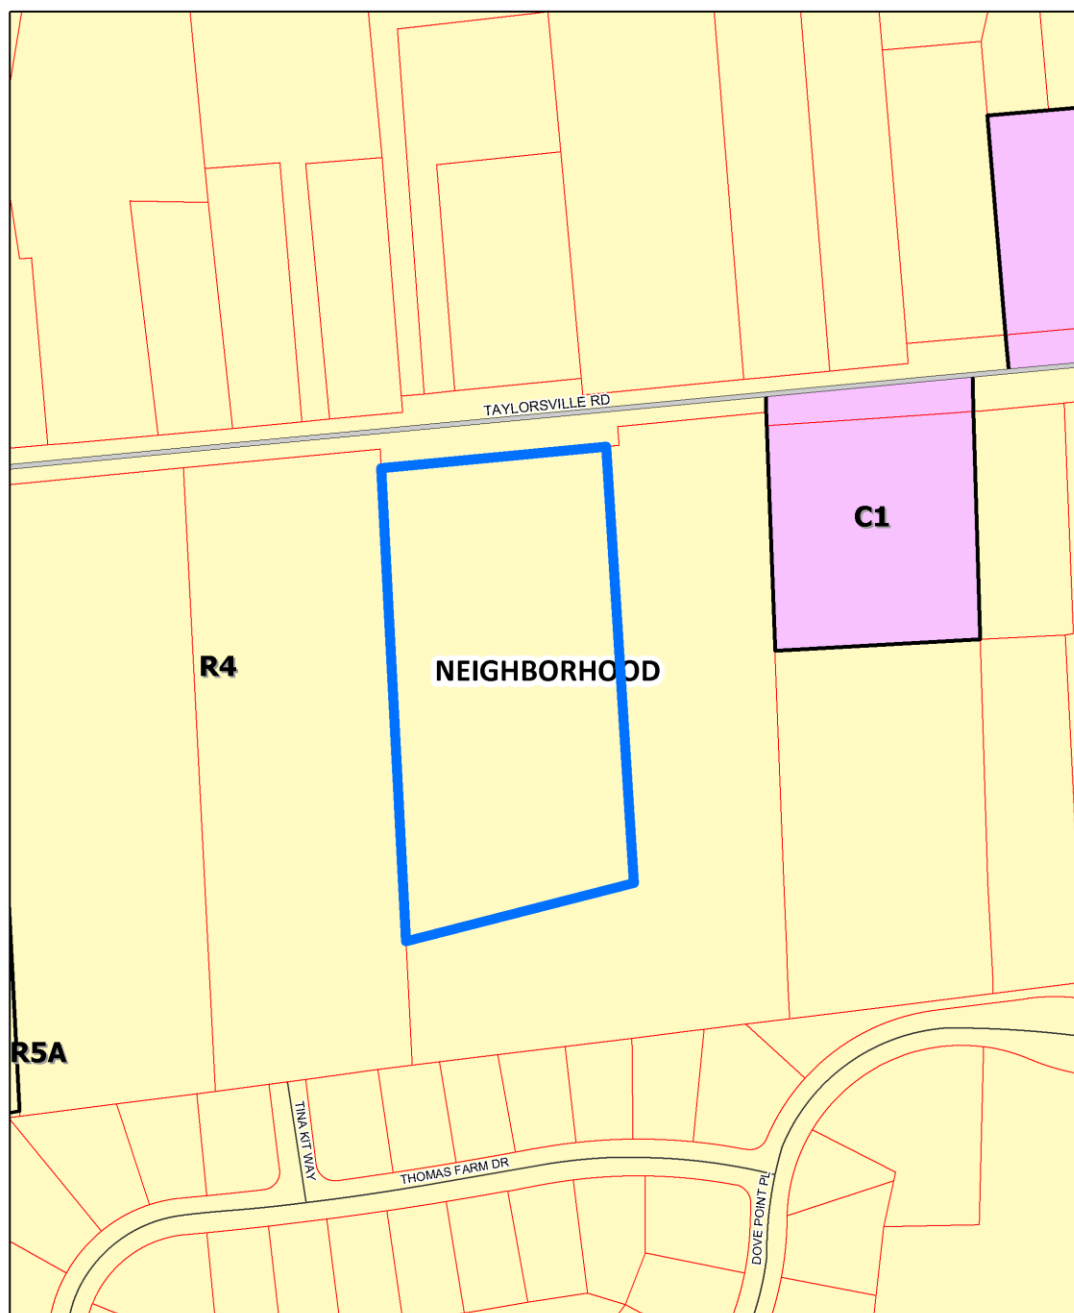 TAYLORSVILLE RD
C1
R4
NEIGHBORHOOD
R5A
TINA KIT WAY
THOMAS FARM DR
DOVE POINT PL